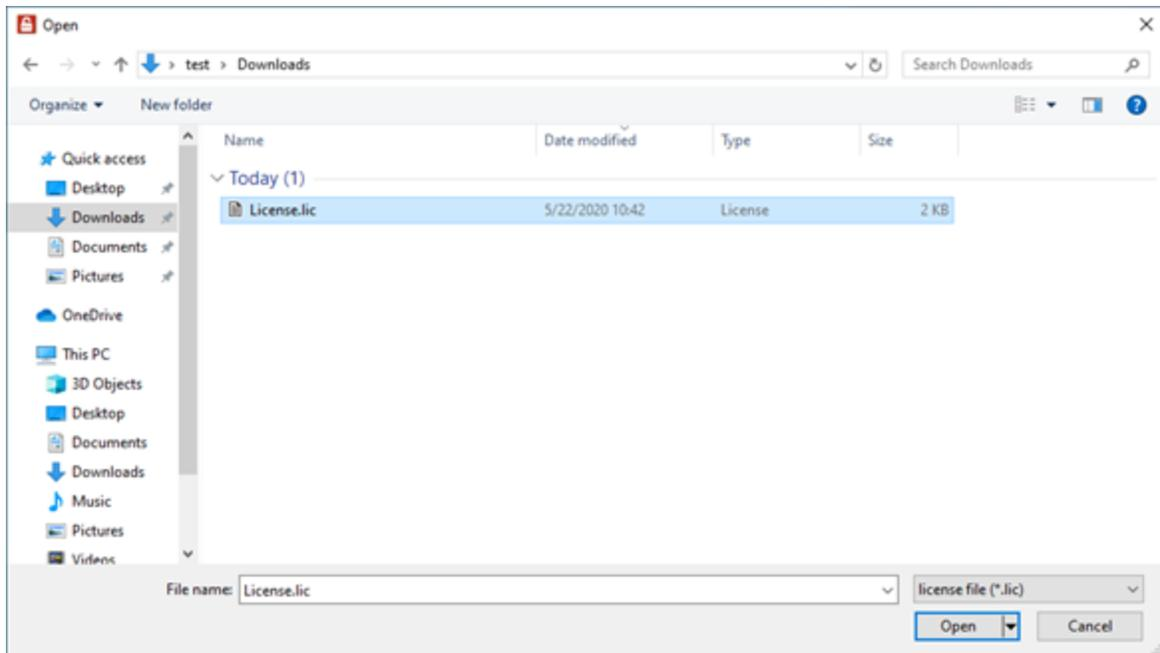 Open
test > Downloads
Search Downloads
Organize
New folder
Name
Date modified
Type
Size
Quick access
Desktop
Downloads
Documents
Pictures
OneDrive
This PC
3D Objects
Desktop
Documents
Downloads
Music
Pictures
Videos
Today (1)
License.lic
5/22/2020 10:42
License
2 KB
File name:
License.lic
license file (*.lic)
Open
Cancel